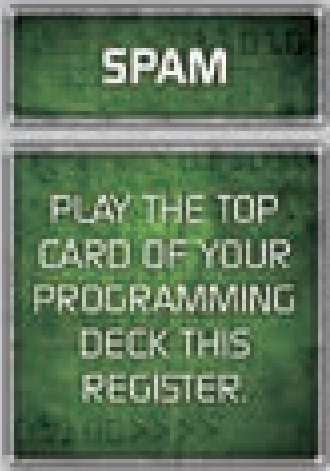 SPAM
PLAY THE TOP
CARD OF YOUR
PROGRAMMING
DECK THIS
REGISTER.